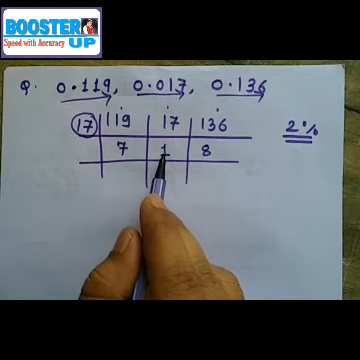 BOOSTER
Speed with Accuracy UP
Q. 0.119, 0.017, 0.136
17 119 17 136 2%
7 1 8